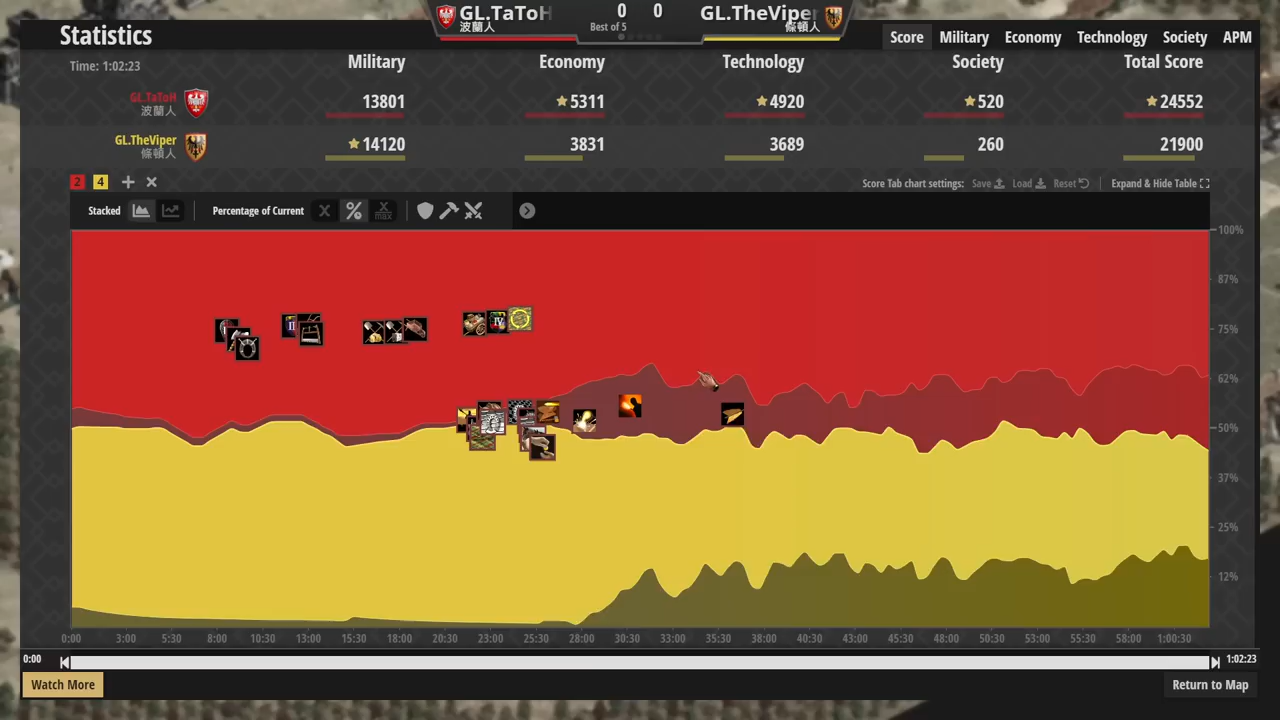 GL.TaToH 0 0 GL.TheViper
波蘭人 Best of 5 條頓人
Statistics
Score Military Economy Technology Society APM
Time: 1:02:23 Military Economy Technology Society Total Score
GL.TaToH 13801 5311 4920 520 24552
波蘭人
GL.TheViper 14120 3831 3689 260 21900
條頓人
2 4 Score Tab chart settings: Save Load Reset Expand & Hide Table
Stacked Percentage of Current X % X max
100%
87%
75%
62%
50%
37%
25%
12%
II IV
0:00 3:00 5:30 8:00 10:30 13:00 15:30 18:00 20:30 23:00 25:30 28:00 30:30 33:00 35:30 38:00 40:30 43:00 45:30 48:00 50:30 53:00 55:30 58:00 1:00:30
0:00 1:02:23
Watch More Return to Map